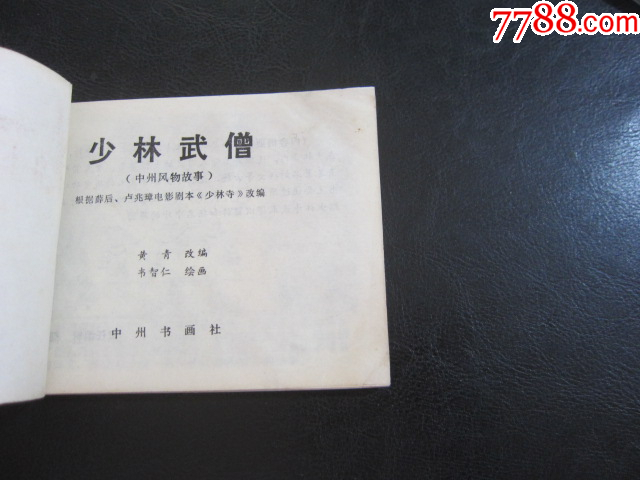 7788.com
少林武僧
（中州风物故事）
根据薛后、卢兆璋电影剧本《少林寺》改编
黄青 改编
韦智仁 绘画
中州书画社